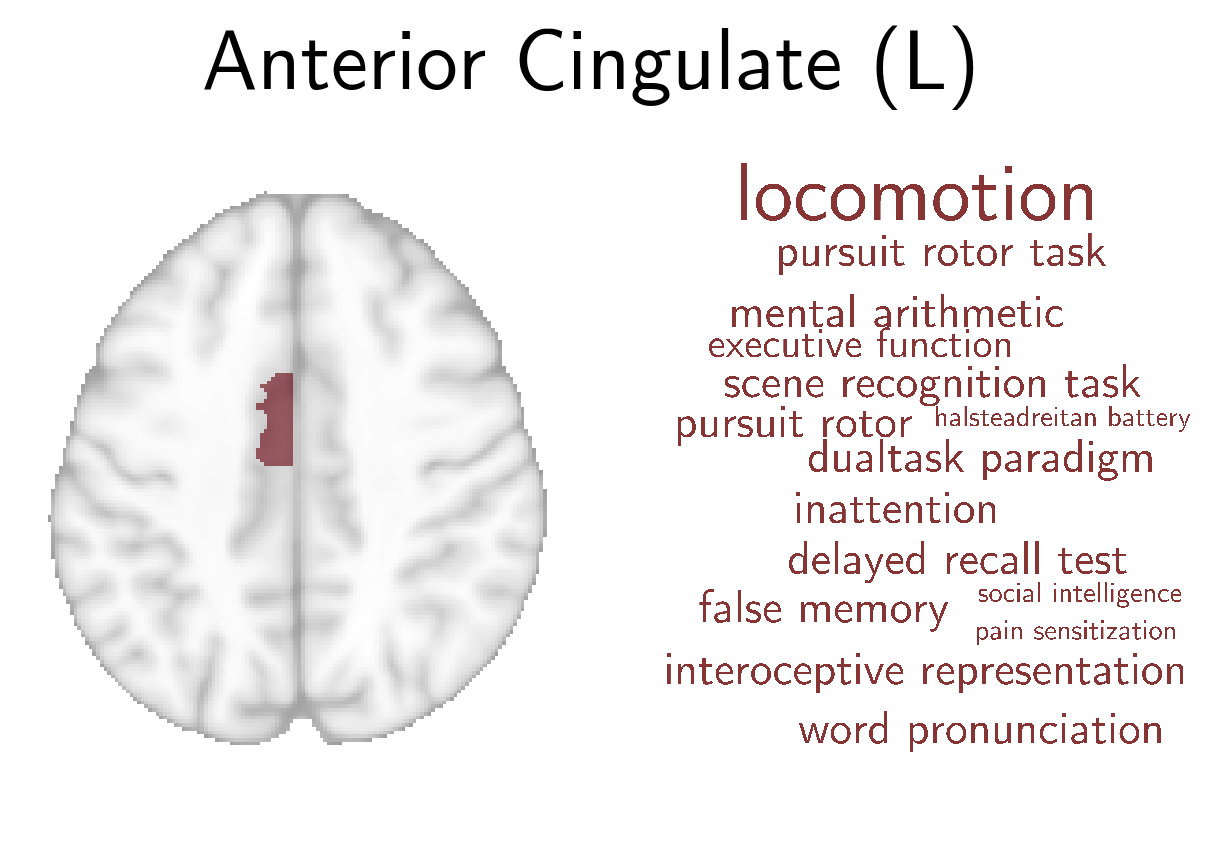 Anterior Cingulate (L)
locomotion
pursuit rotor task
mental arithmetic
executive function
scene recognition task
pursuit rotor halsteadreitan battery
dualtask paradigm
inattention
delayed recall test
false memory social intelligence
pain sensitization
interoceptive representation
word pronunciation